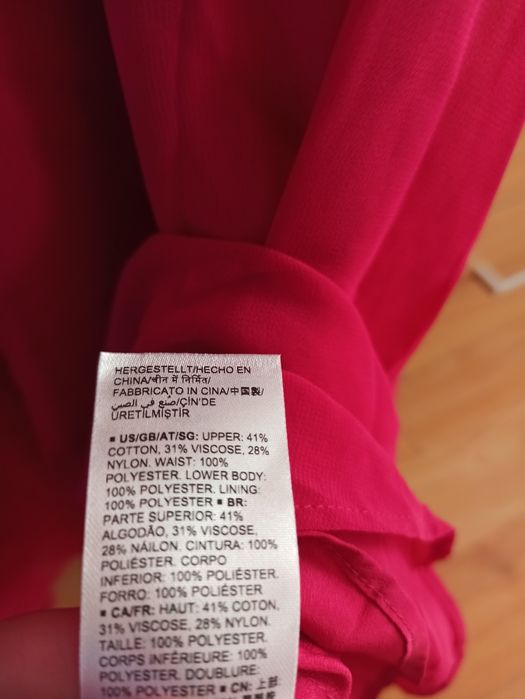 HERGESTELLT/HECHO EN
CHINA/चीन में निर्मित/
FABBRICATO IN CINA/中国製/
صنع في الصين/ÇİN'DE
ÜRETİLMİŞTİR
■ US/GB/AT/SG: UPPER: 41%
COTTON, 31% VISCOSE, 28%
NYLON. WAIST: 100%
POLYESTER. LOWER BODY:
100% POLYESTER. LINING:
100% POLYESTER ■ BR:
PARTE SUPERIOR: 41%
ALGODÃO, 31% VISCOSE,
28% NÁILON. CINTURA: 100%
POLIÉSTER. CORPO
INFERIOR: 100% POLIÉSTER.
FORRO: 100% POLIÉSTER
■ CA/FR: HAUT: 41% COTON,
31% VISCOSE, 28% NYLON.
TAILLE: 100% POLYESTER.
CORPS INFÉRIEURE: 100%
POLYESTER. DOUBLURE:
100% POLYESTER ■ CN: 上部: